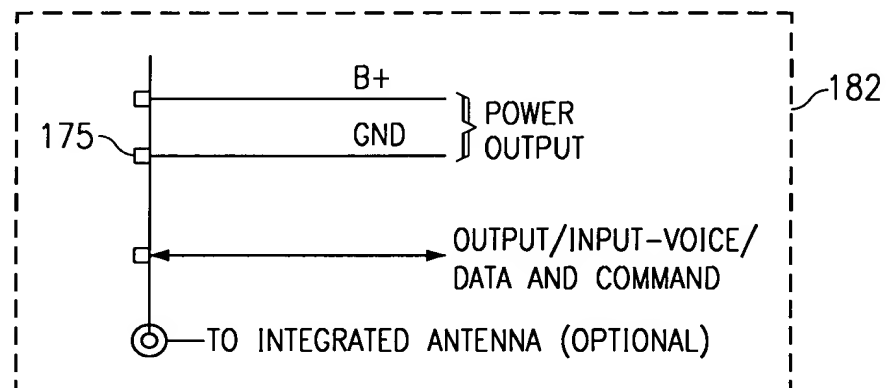 B+
182
POWER
175
GND
OUTPUT
OUTPUT/INPUT-VOICE/
DATA AND COMMAND
TO INTEGRATED ANTENNA (OPTIONAL)